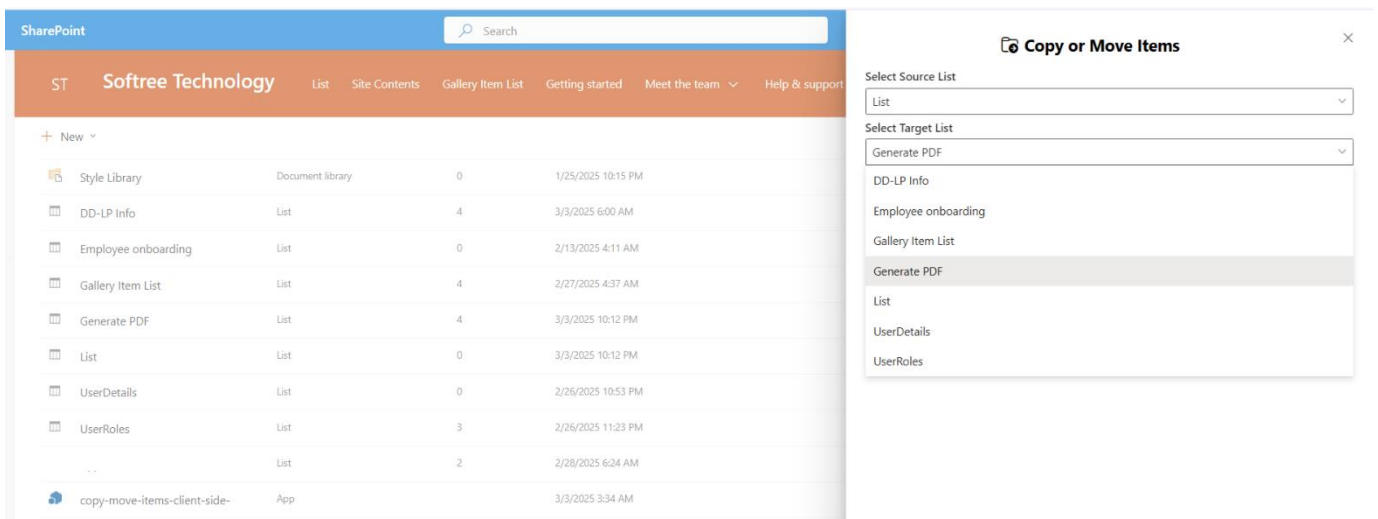 SharePoint
Search
ST
Softree Technology
List Site Contents Gallery Item List Getting started Meet the team Help & support
+ New
Style Library Document library 0 1/25/2025 10:15 PM
DD-LP Info List 4 3/3/2025 6:00 AM
Employee onboarding List 0 2/13/2025 4:11 AM
Gallery Item List List 4 2/27/2025 4:37 AM
Generate PDF List 4 3/3/2025 10:12 PM
List List 0 3/3/2025 10:12 PM
UserDetails List 0 2/26/2025 10:53 PM
UserRoles List 3 2/26/2025 11:23 PM
List 2 2/28/2025 6:24 AM
copy-move-items-client-side- App 3/3/2025 3:34 AM
Copy or Move Items
Select Source List
List
Select Target List
Generate PDF
DD-LP Info
Employee onboarding
Gallery Item List
Generate PDF
List
UserDetails
UserRoles